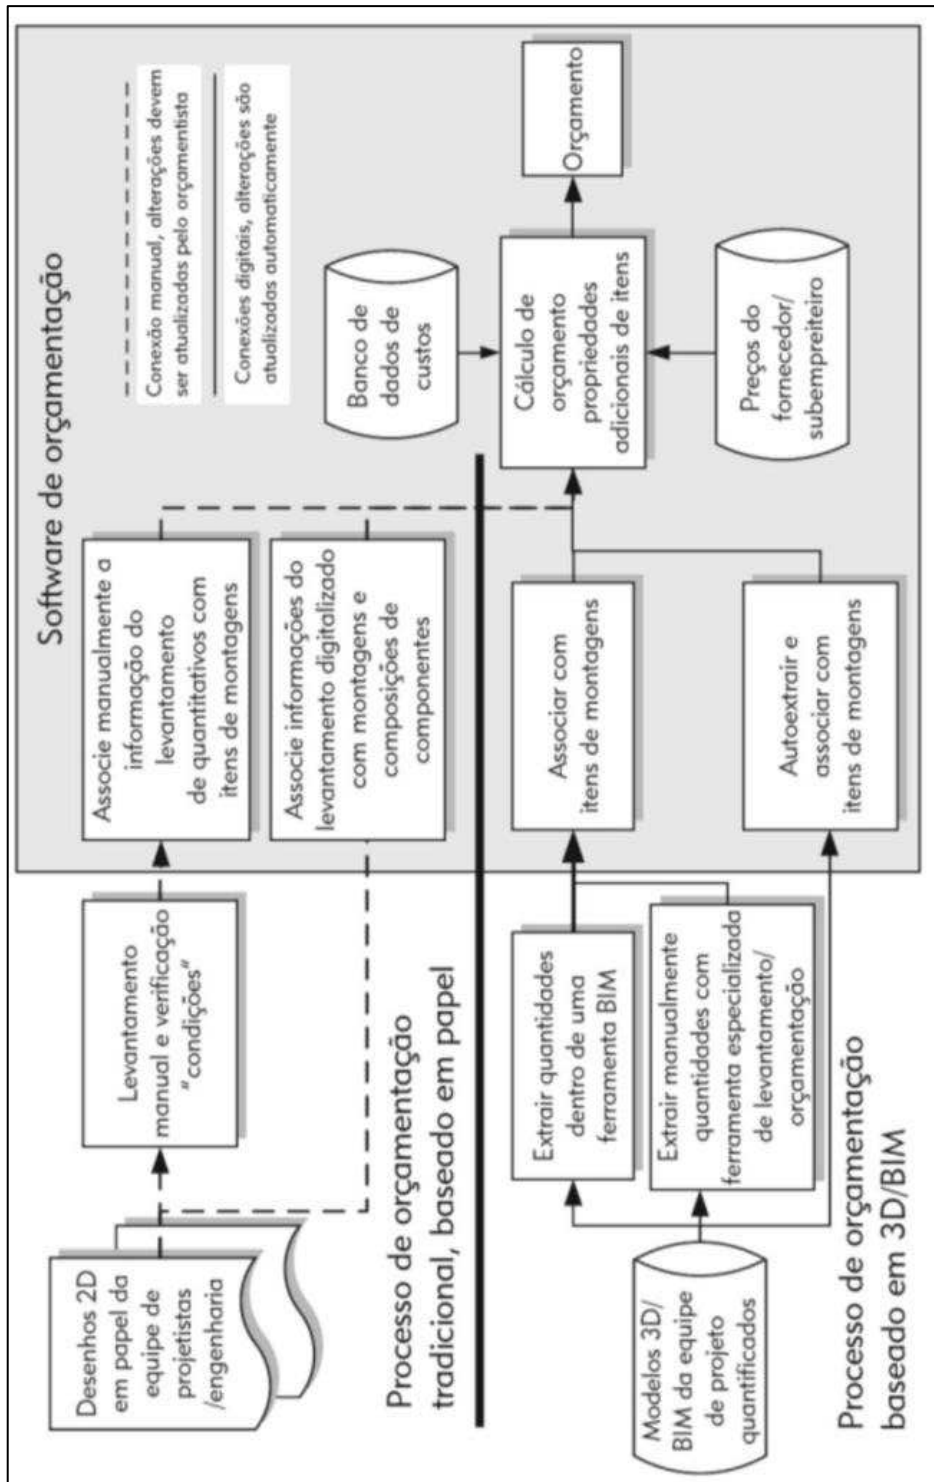 Software de orçamentação
Conexão manual, alterações devem
ser atualizadas pelo orçamentista
Conexões digitais, alterações são
atualizadas automaticamente
Desenhos 2D
em papel da
equipe de
projetistas
/engenharia
Levantamento
manual e verificação
“condições“
Associe manualmente a
informação do
levantamento
de quantitativos com
itens de montagens
Associe informações do
levantamento digitalizado
com montagens e
composições de
componentes
Banco de
dados de
custos
Cálculo de
orçamento
propriedades
adicionais de itens
Orçamento
Preços do
fornecedor/
subempreiteiro
Processo de orçamentação
tradicional, baseado em papel
Modelos 3D/
BIM da equipe
de projeto
quantificados
Extrair quantidades
dentro de uma
ferramenta BIM
Extrair manualmente
quantidades com
ferramenta especializada
de levantamento/
orçamentação
Associar com
itens de montagens
Autoextrair e
associar com
itens de montagens
Processo de orçamentação
baseado em 3D/BIM